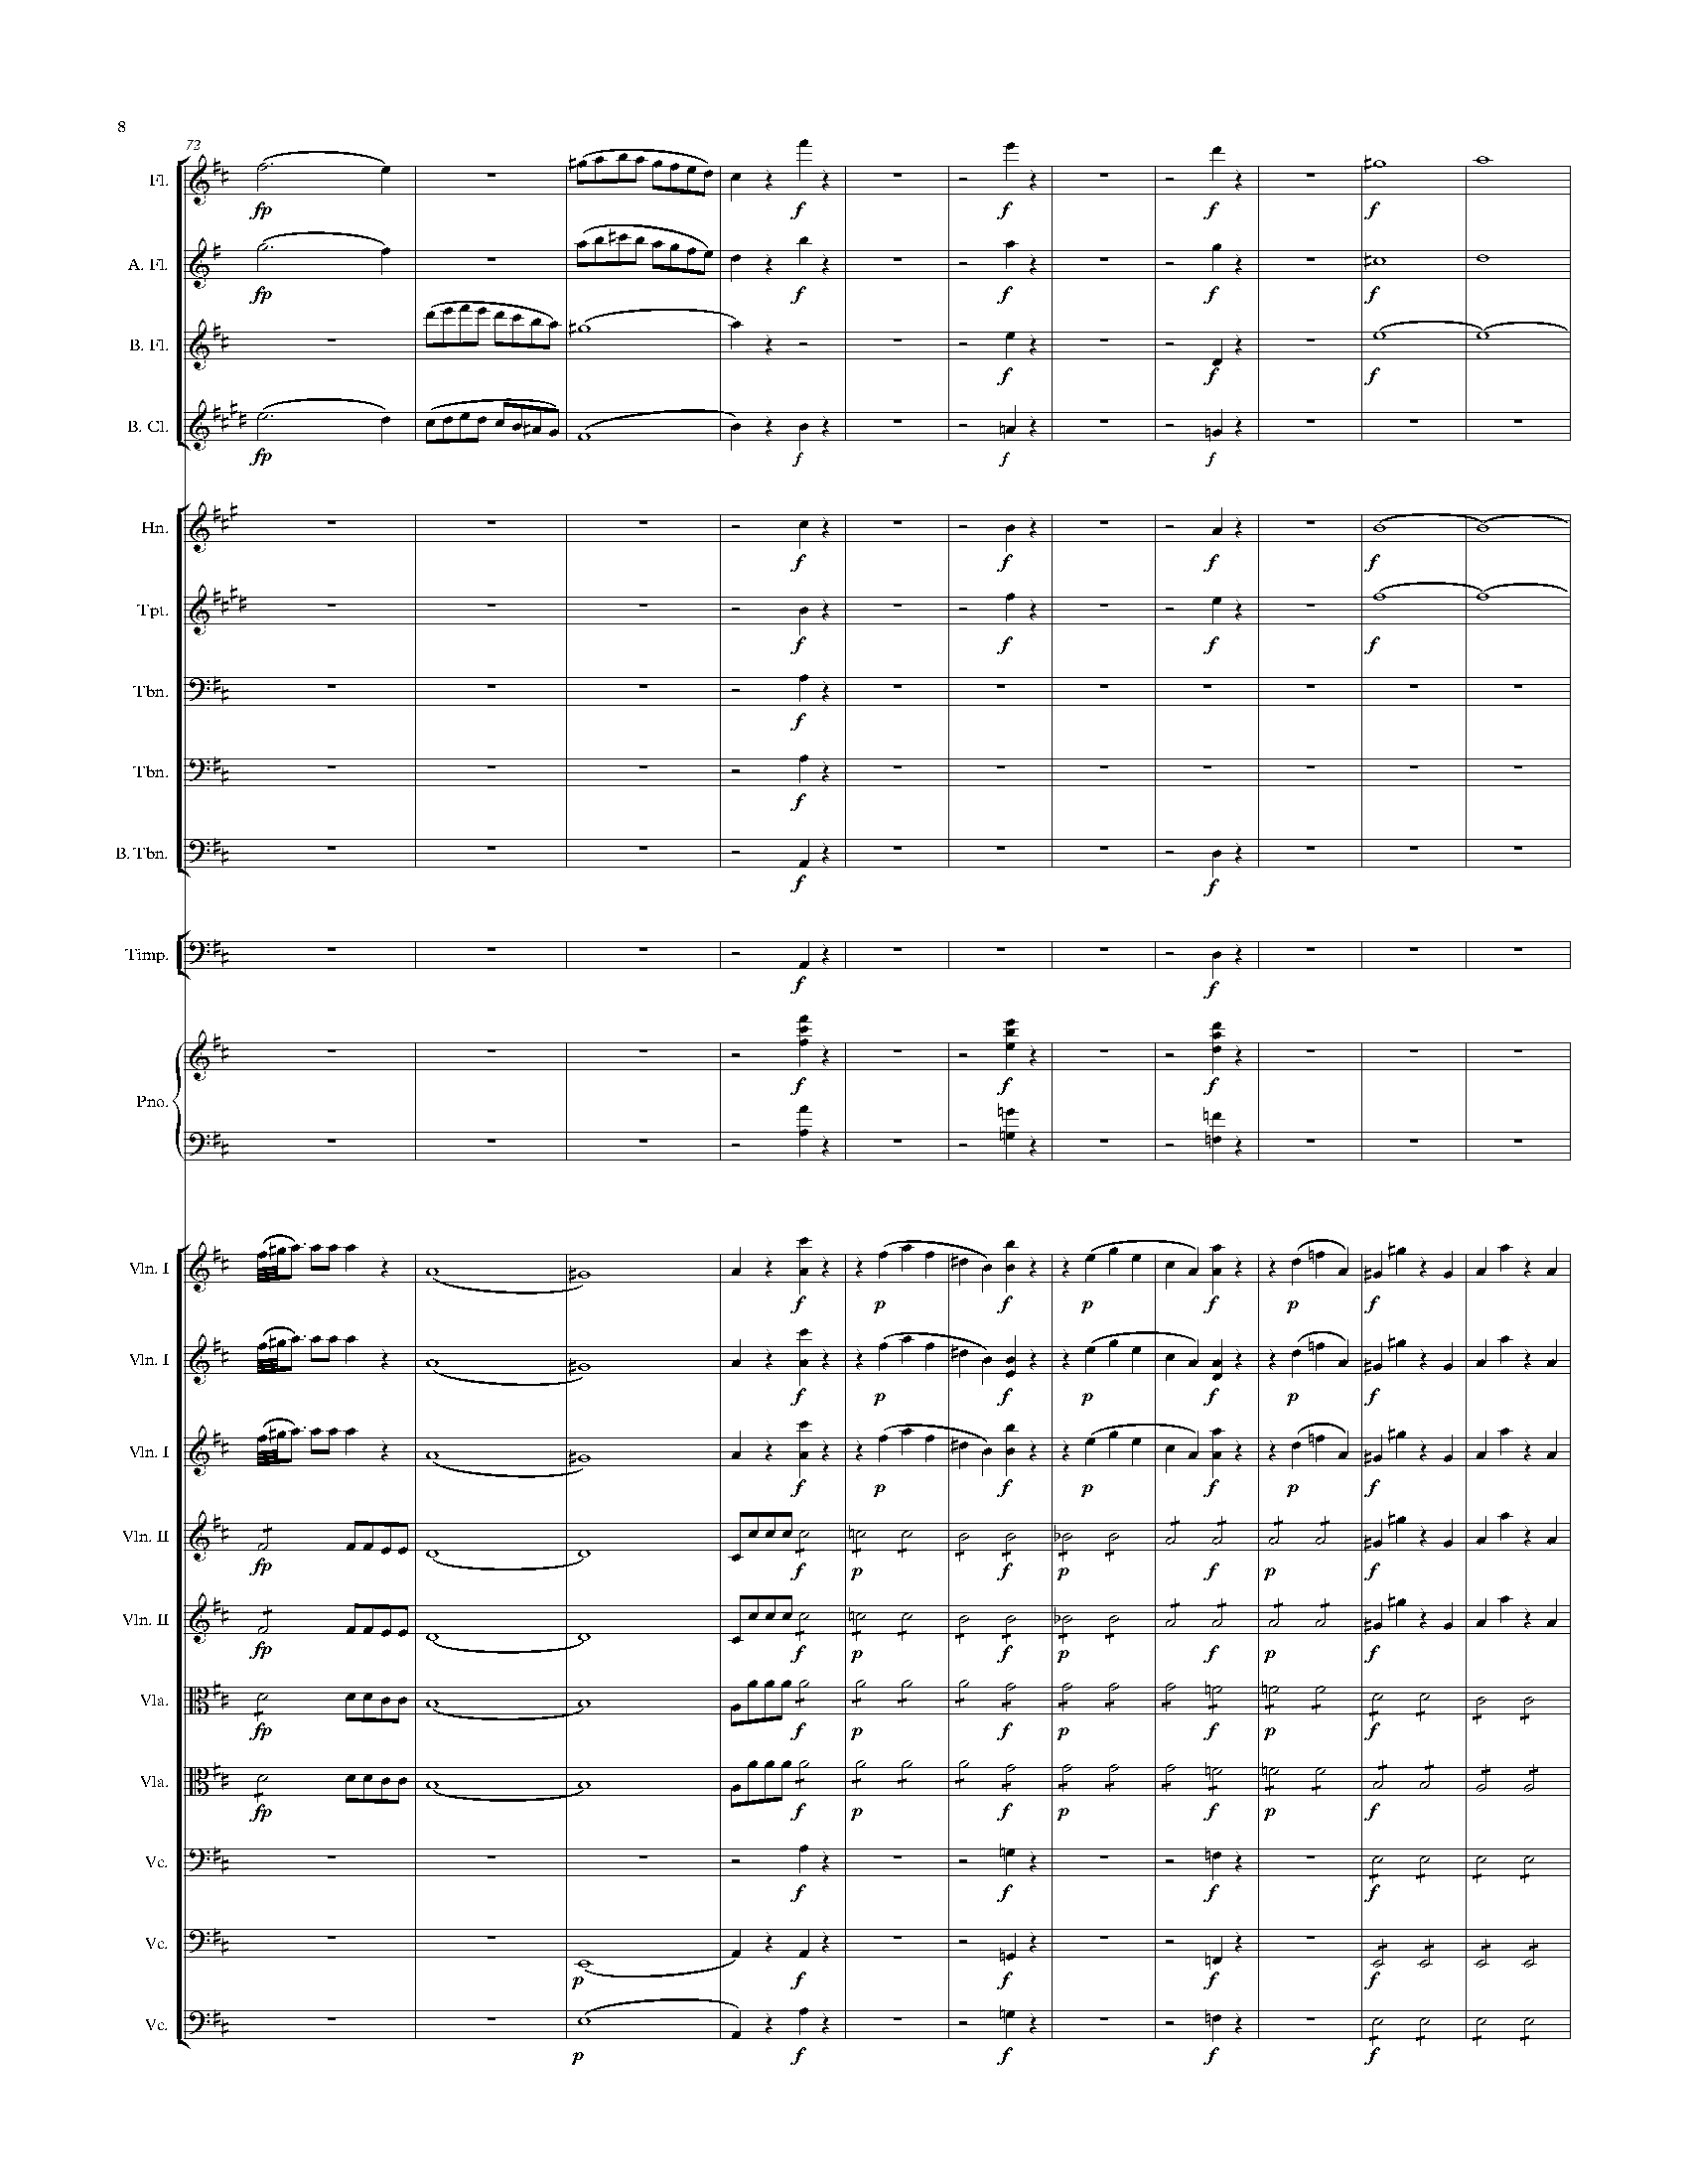 8
73
Fl.
fp f f f f
A. Fl.
fp f f f f
B. Fl.
f f f
B. Cl.
fp f f f
Hn.
f f f f
Tpt.
f f f f
Tbn.
f
Tbn.
f
B. Tbn.
f f
Timp.
f f
Pno.
f f f
Vln. I
f p f p f p f
Vln. I
f p f p f p f
Vln. I
f p f p f p f
Vln. II
fp f p f p f p f
Vln. II
fp f p f p f p f
Vla.
fp f p f p f p f
Vla.
fp f p f p f p f
Vc.
f f f f
Vc.
p f f f f
Vc.
p f f f f